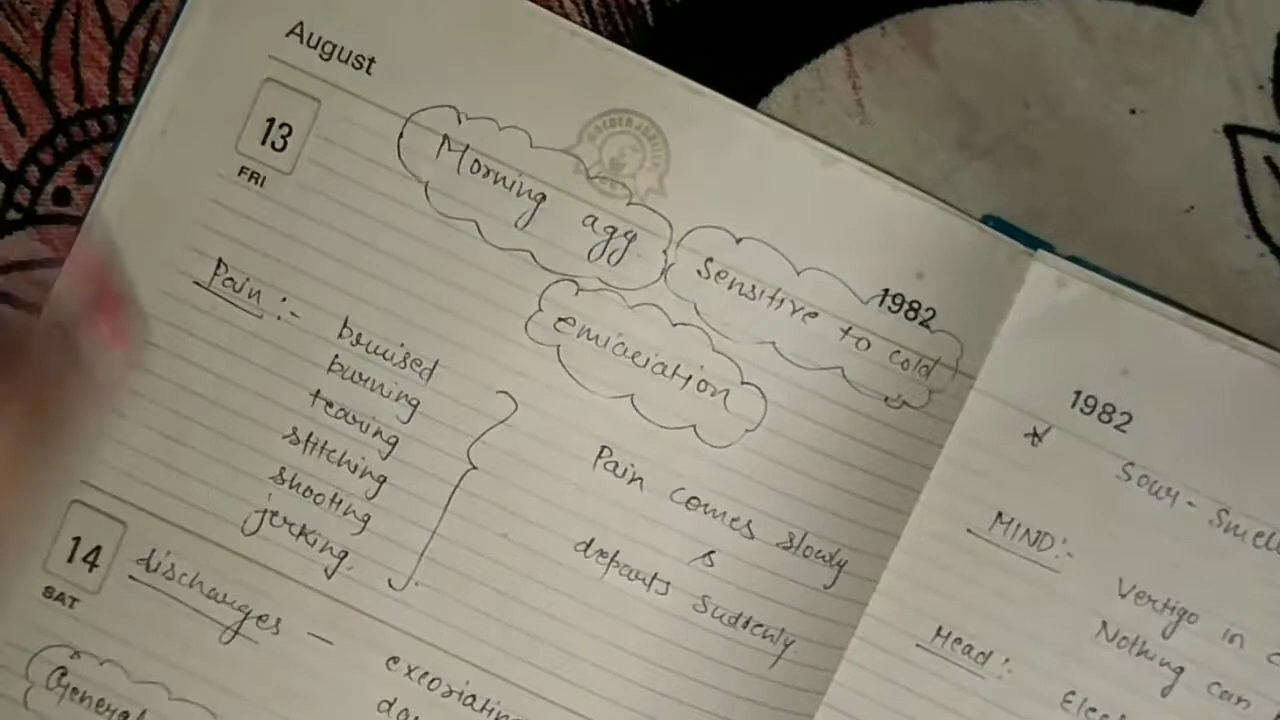 August
13
FRI
Morning agg
Sensitive to cold
1982
emiciation
Pain :-
bruised
burning
tearing
stitching
shooting
jerking.
Pain comes slowly
&
departs suddenly
14
SAT
discharges -
excoriating
General
1982
Sour - Smell
MIND:-
Vertigo in
Nothing can
Head :-